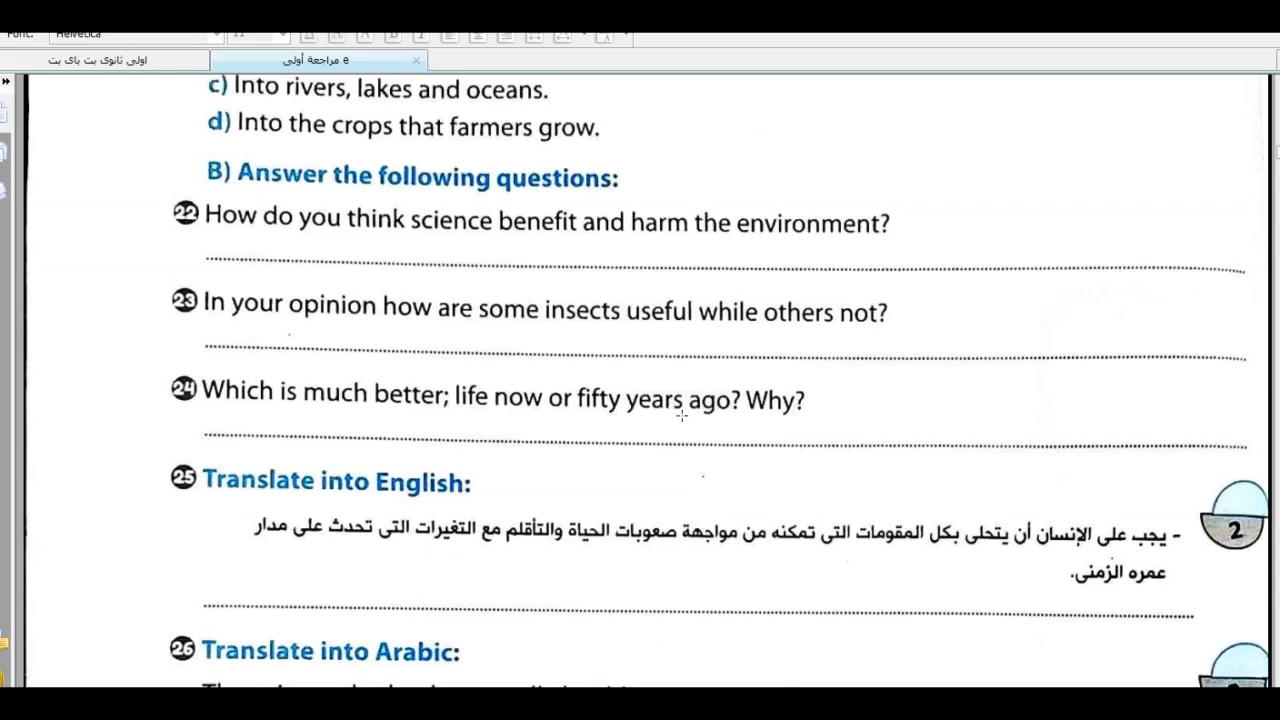 Helvetica
11
اولى ثانوى بت باى بت
مراجعة أولى e
c) Into rivers, lakes and oceans.
d) Into the crops that farmers grow.
B) Answer the following questions:
22 How do you think science benefit and harm the environment?
23 In your opinion how are some insects useful while others not?
24 Which is much better; life now or fifty years ago? Why?
25 Translate into English:
- يجب على الإنسان أن يتحلى بكل المقومات التى تمكنه من مواجهة صعوبات الحياة والتأقلم مع التغيرات التى تحدث على مدار
عمره الزمنى.
2
26 Translate into Arabic: